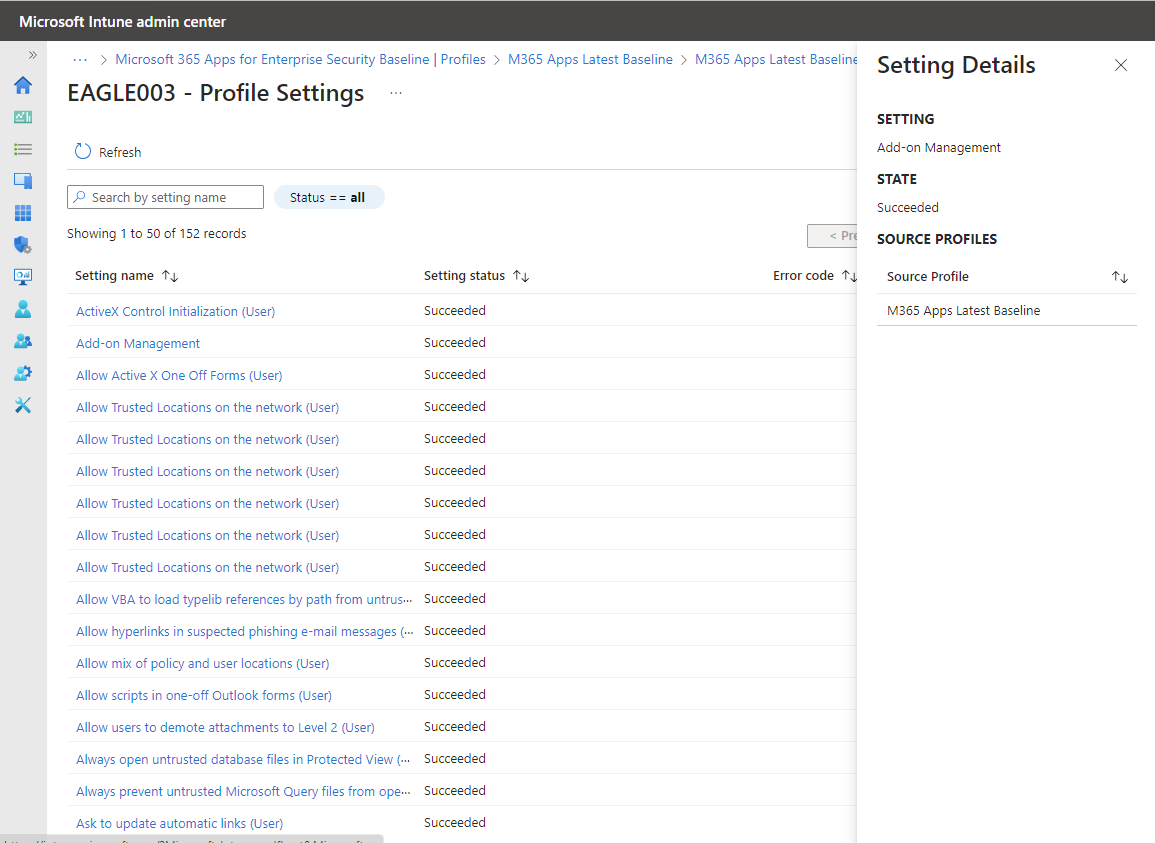 Microsoft Intune admin center
··· > Microsoft 365 Apps for Enterprise Security Baseline | Profiles > M365 Apps Latest Baseline > M365 Apps Latest Baseline
EAGLE003 - Profile Settings ···
Refresh
Search by setting name
Status == all
Showing 1 to 50 of 152 records
< Pre
Setting name ↑↓ Setting status ↑↓ Error code ↑↓
ActiveX Control Initialization (User) Succeeded
Add-on Management Succeeded
Allow Active X One Off Forms (User) Succeeded
Allow Trusted Locations on the network (User) Succeeded
Allow Trusted Locations on the network (User) Succeeded
Allow Trusted Locations on the network (User) Succeeded
Allow Trusted Locations on the network (User) Succeeded
Allow Trusted Locations on the network (User) Succeeded
Allow Trusted Locations on the network (User) Succeeded
Allow VBA to load typelib references by path from untrus··· Succeeded
Allow hyperlinks in suspected phishing e-mail messages (··· Succeeded
Allow mix of policy and user locations (User) Succeeded
Allow scripts in one-off Outlook forms (User) Succeeded
Allow users to demote attachments to Level 2 (User) Succeeded
Always open untrusted database files in Protected View (··· Succeeded
Always prevent untrusted Microsoft Query files from ope··· Succeeded
Ask to update automatic links (User) Succeeded
Setting Details
SETTING
Add-on Management
STATE
Succeeded
SOURCE PROFILES
Source Profile ↑↓
M365 Apps Latest Baseline